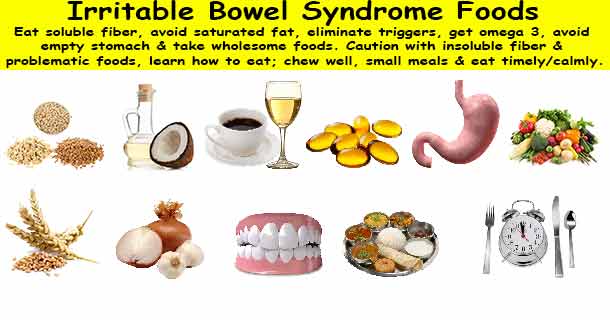 Irritable Bowel Syndrome Foods
Eat soluble fiber, avoid saturated fat, eliminate triggers, get omega 3, avoid
empty stomach & take wholesome foods. Caution with insoluble fiber &
problematic foods, learn how to eat; chew well, small meals & eat timely/calmly.